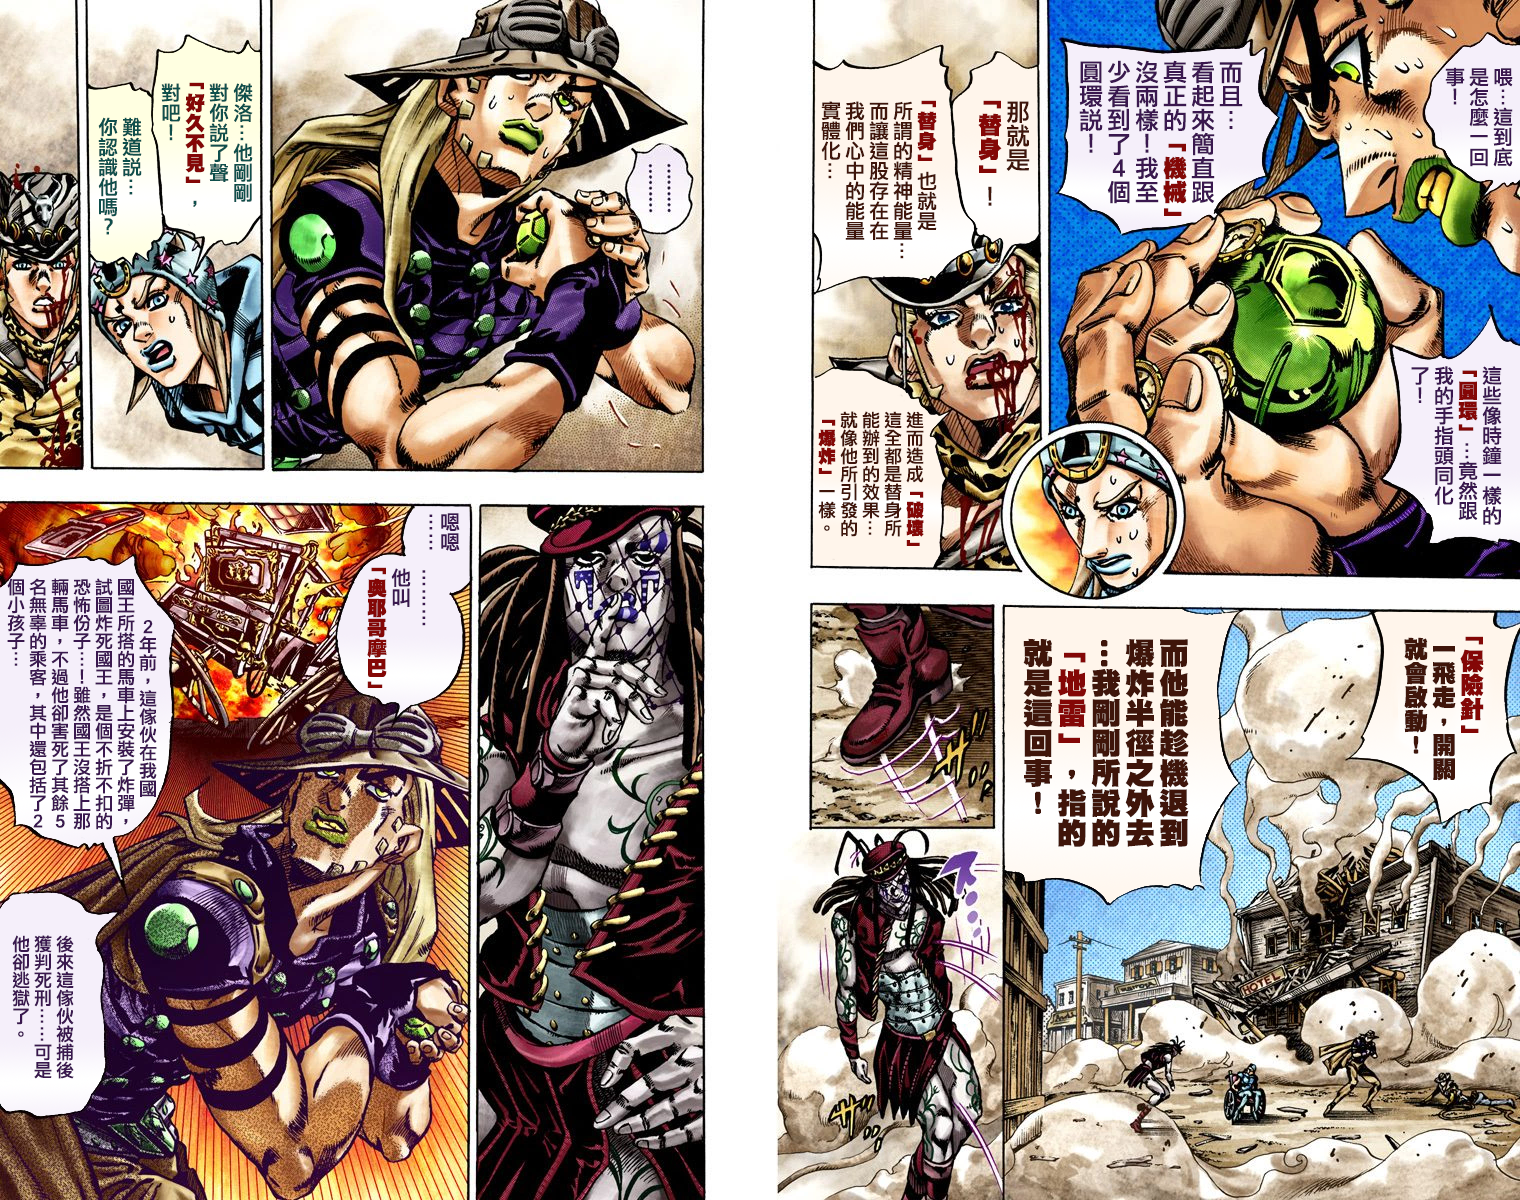 喂…這到底
是怎麼一回
事！
而且…
看起來簡直跟
真正的「機械」
沒兩樣！我至
少看到了4個
圓環說！
這些像時鐘一樣的
「圓環」…竟然跟
我的手指頭同化
了！
那就是
「替身」！
所謂的精神能量…
「替身」也就是
而讓這股存在在
我們心中的能量
實體化…
進而造成「破壞」
這全都是替身所
能辦到的效果…
就像他所引發的
「爆炸」一樣。
「保險針」
一飛走，開關
就會啟動！
而他能趁機退到
爆炸半徑之外去
…我剛剛所說的
「地雷」，指的
就是這回事！
HOTEL
ザッ
ス……
ザザッ
…………
傑洛…他剛剛
對你說了聲
「好久不見」，
對吧！
難道說…
你認識他嗎？
嗯嗯
……
…………
他叫
「奧耶哥摩巴」
2年前，這傢伙在我國
國王所搭的馬車上安裝了炸彈，
試圖炸死國王，是個不折不扣的
恐怖份子…！雖然國王沒搭上那
輛馬車，不過他卻害死了其餘5
名無辜的乘客，其中還包括了2
個小孩子…
後來這傢伙被捕後
獲判死刑……可是
他卻逃獄了。